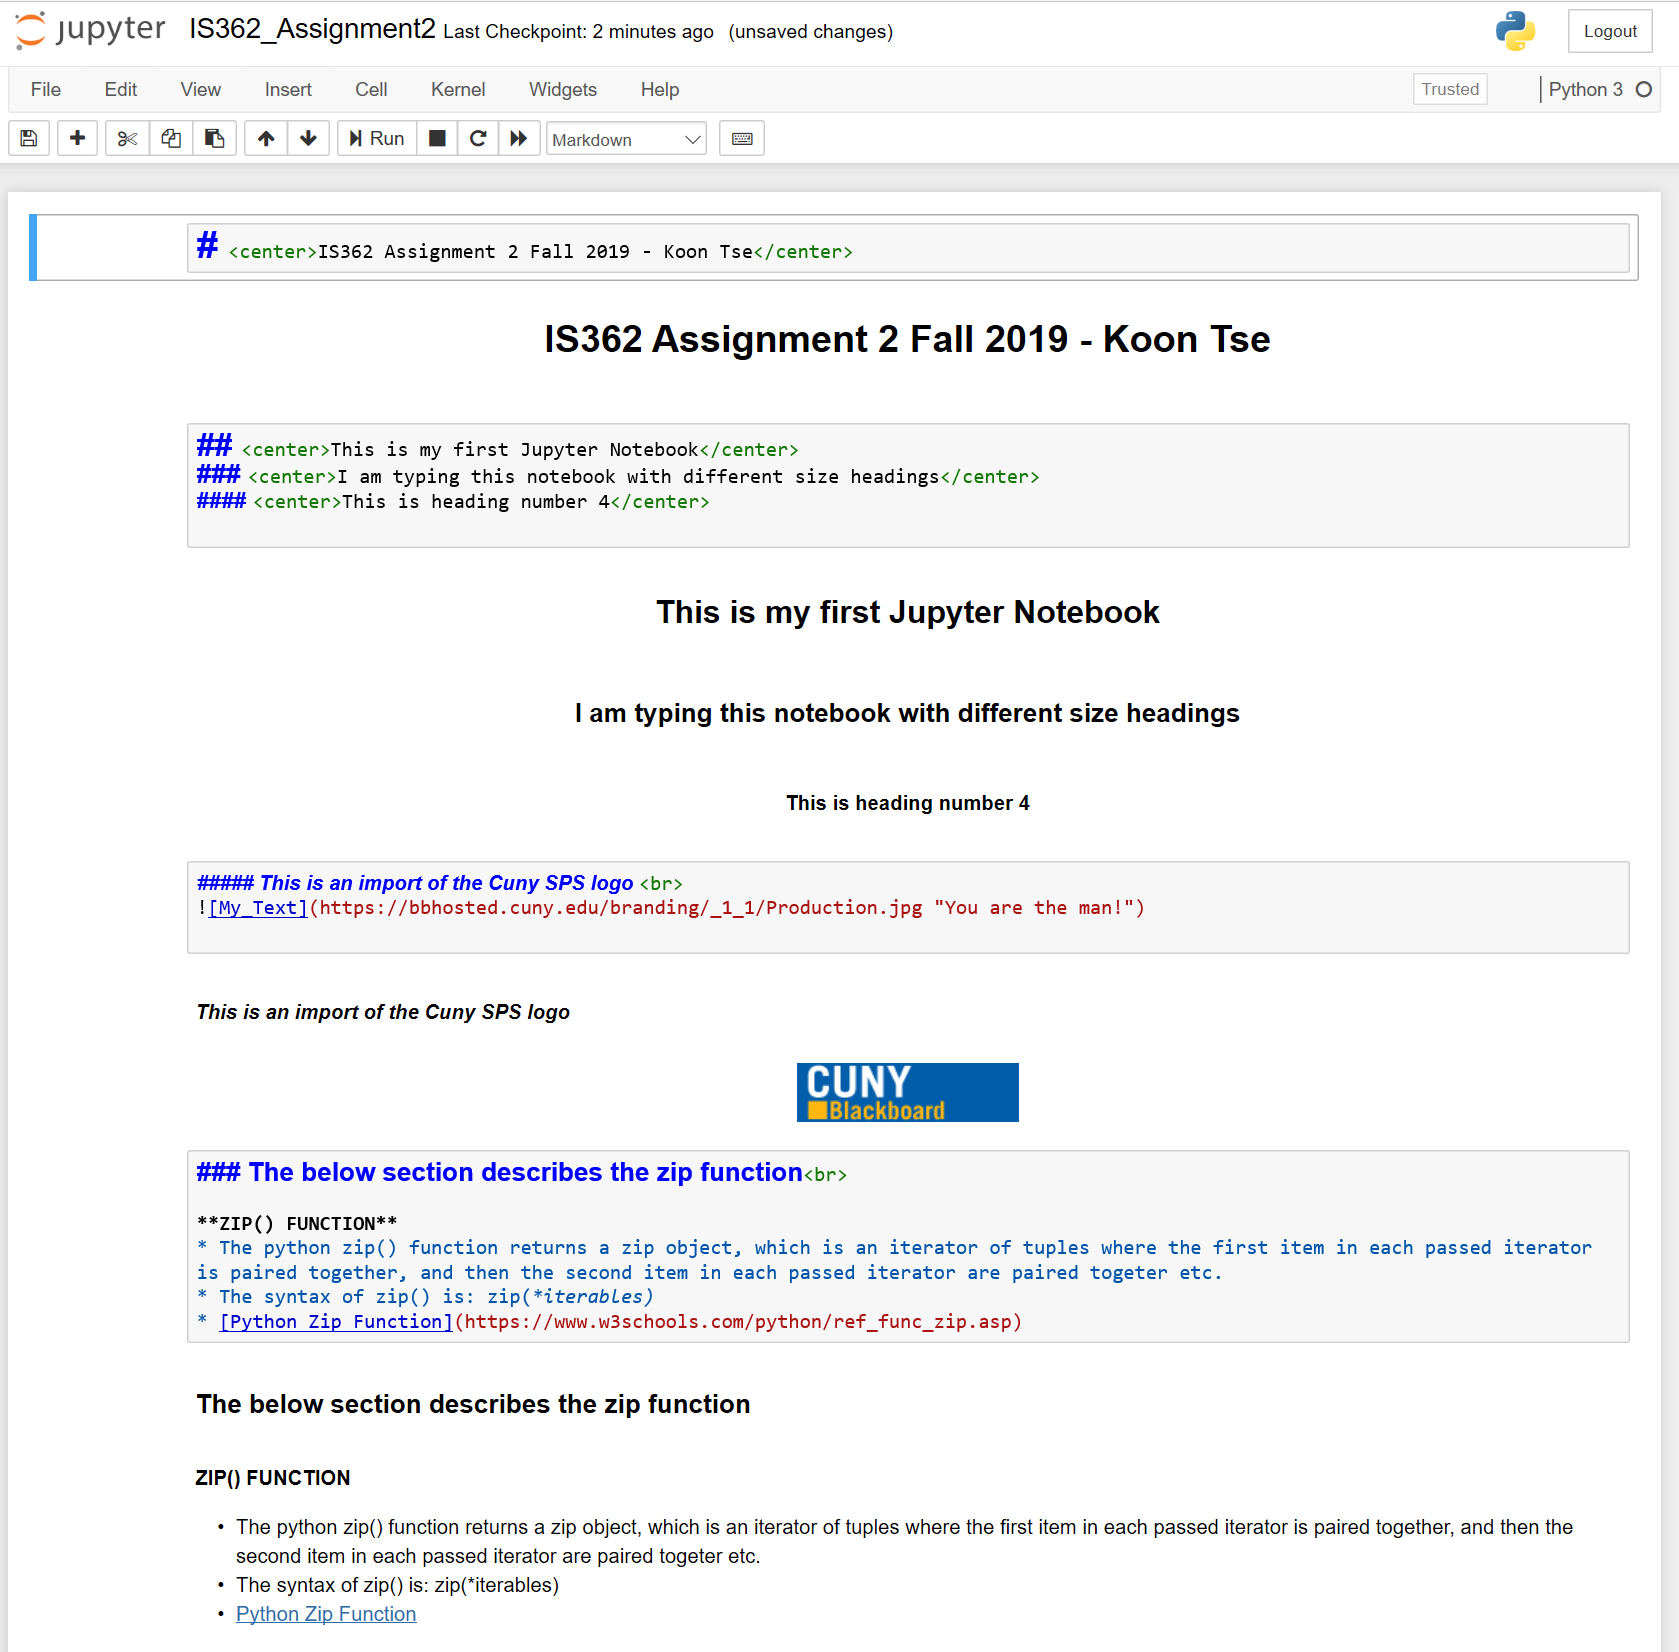 jupyter IS362_Assignment2 Last Checkpoint: 2 minutes ago (unsaved changes) Logout
File Edit View Insert Cell Kernel Widgets Help Trusted Python 3
Run Markdown
# <center>IS362 Assignment 2 Fall 2019 - Koon Tse</center>
IS362 Assignment 2 Fall 2019 - Koon Tse
## <center>This is my first Jupyter Notebook</center>
### <center>I am typing this notebook with different size headings</center>
#### <center>This is heading number 4</center>
This is my first Jupyter Notebook
I am typing this notebook with different size headings
This is heading number 4
##### This is an import of the Cuny SPS logo <br>
![My_Text](https://bbhosted.cuny.edu/branding/_1_1/Production.jpg "You are the man!")
This is an import of the Cuny SPS logo
CUNY
Blackboard
### The below section describes the zip function<br>
**ZIP() FUNCTION**
* The python zip() function returns a zip object, which is an iterator of tuples where the first item in each passed iterator
is paired together, and then the second item in each passed iterator are paired togeter etc.
* The syntax of zip() is: zip(*iterables)
* [Python Zip Function](https://www.w3schools.com/python/ref_func_zip.asp)
The below section describes the zip function
ZIP() FUNCTION
• The python zip() function returns a zip object, which is an iterator of tuples where the first item in each passed iterator is paired together, and then the
second item in each passed iterator are paired togeter etc.
• The syntax of zip() is: zip(*iterables)
• Python Zip Function